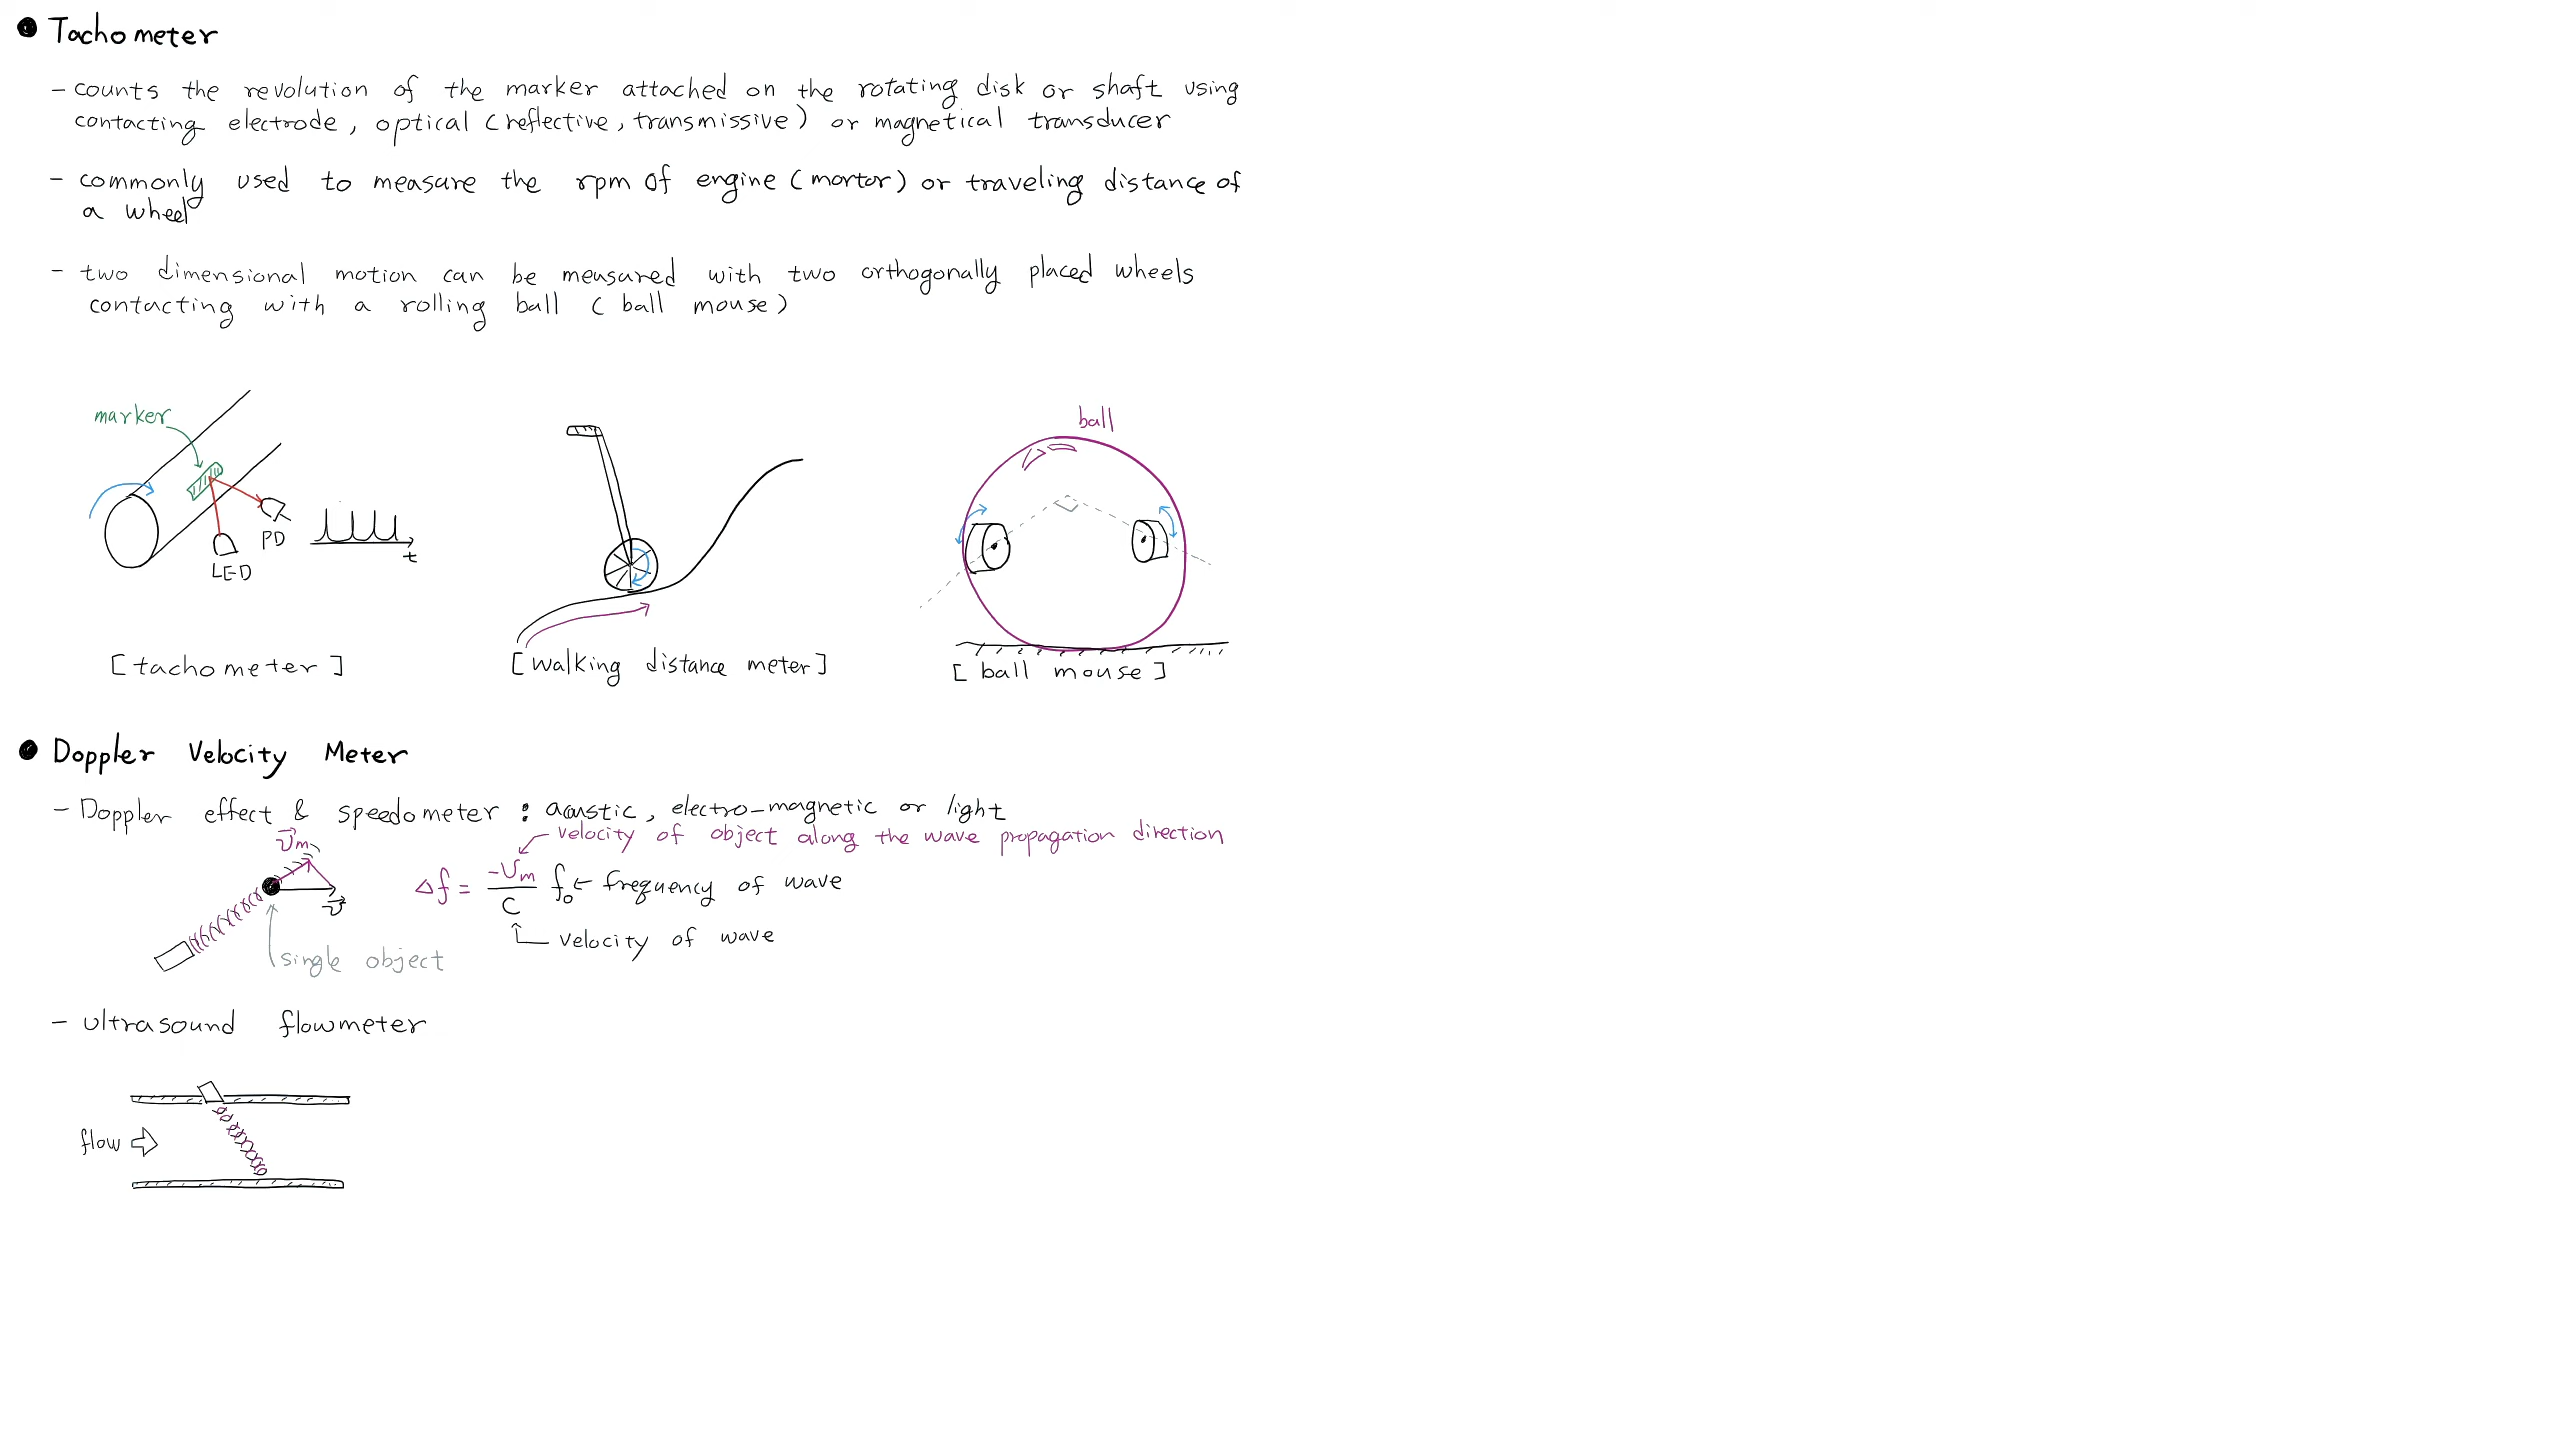 ● Tachometer
- counts the revolution of the marker attached on the rotating disk or shaft using
contacting electrode, optical (reflective, transmissive) or magnetical transducer
- commonly used to measure the rpm of engine (mortor) or traveling distance of
a wheel
- two dimensional motion can be measured with two orthogonally placed wheels
contacting with a rolling ball (ball mouse)
marker
ball
PD
t
LED
[tachometer]
[walking distance meter]
[ball mouse]
● Doppler Velocity Meter
- Doppler effect & speedometer : acoustic, electro-magnetic or light
velocity of object along the wave propagation direction
v⃗m
Δf = -Vm/C f₀ ← frequency of wave
v⃗
velocity of wave
single object
- ultrasound flowmeter
flow ⇨